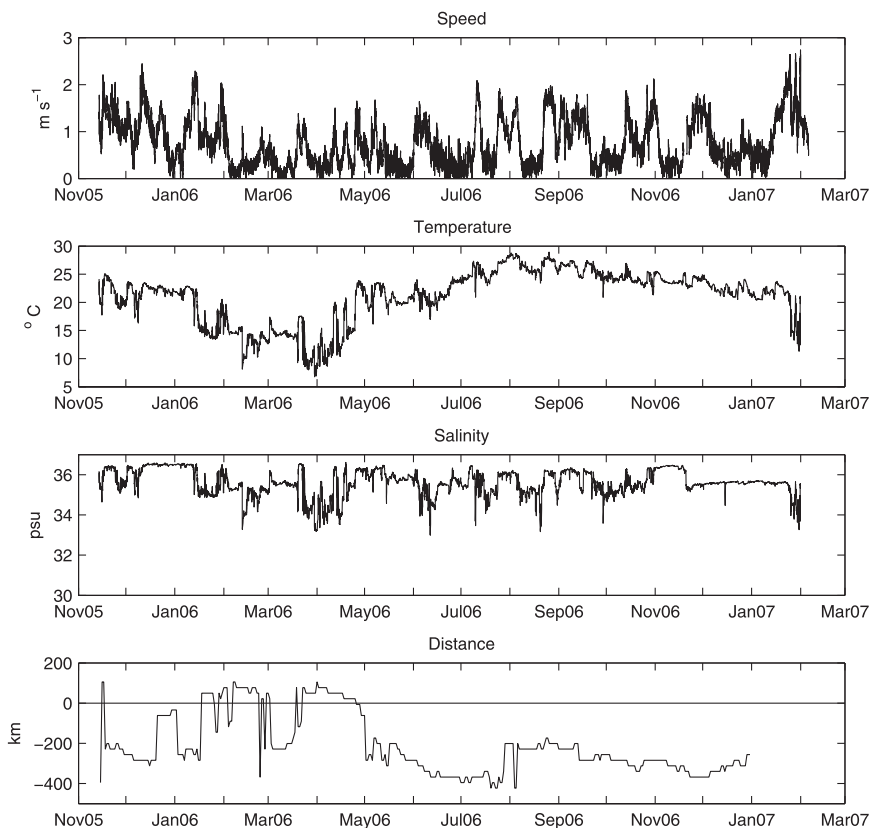 Speed
3
2
1
0
m s⁻¹
Nov05 Jan06 Mar06 May06 Jul06 Sep06 Nov06 Jan07 Mar07
Temperature
30
25
20
15
10
5
° C
Nov05 Jan06 Mar06 May06 Jul06 Sep06 Nov06 Jan07 Mar07
Salinity
36
34
32
30
psu
Nov05 Jan06 Mar06 May06 Jul06 Sep06 Nov06 Jan07 Mar07
Distance
200
0
−200
−400
km
Nov05 Jan06 Mar06 May06 Jul06 Sep06 Nov06 Jan07 Mar07